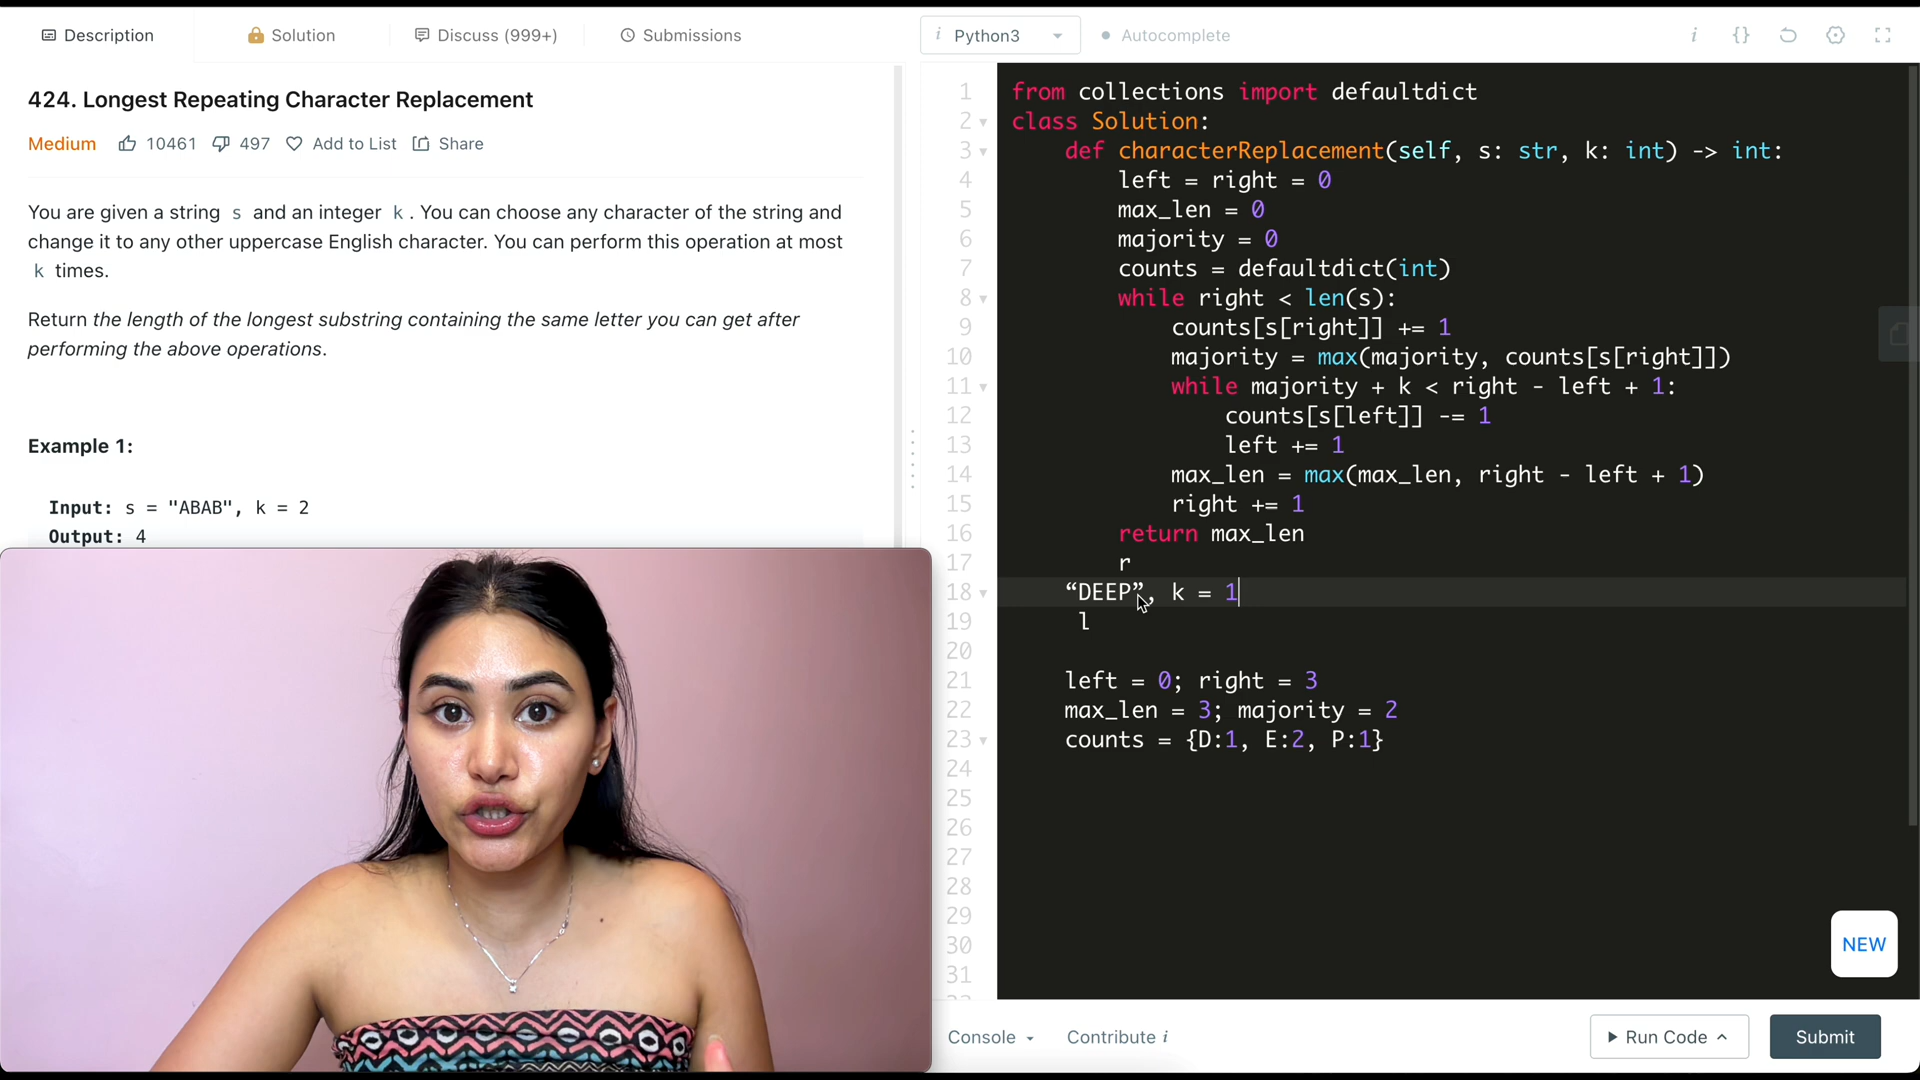 Description
Solution
Discuss (999+)
Submissions
i Python3
Autocomplete
i {}
424. Longest Repeating Character Replacement
Medium 10461 497 Add to List Share
You are given a string s and an integer k . You can choose any character of the string and
change it to any other uppercase English character. You can perform this operation at most
k times.
Return the length of the longest substring containing the same letter you can get after
performing the above operations.
Example 1:
Input: s = "ABAB", k = 2
Output: 4
1 from collections import defaultdict
2 class Solution:
3 def characterReplacement(self, s: str, k: int) -> int:
4 left = right = 0
5 max_len = 0
6 majority = 0
7 counts = defaultdict(int)
8 while right < len(s):
9 counts[s[right]] += 1
10 majority = max(majority, counts[s[right]])
11 while majority + k < right - left + 1:
12 counts[s[left]] -= 1
13 left += 1
14 max_len = max(max_len, right - left + 1)
15 right += 1
16 return max_len
17 r
18 “DEEP”, k = 1
19 l
20
21 left = 0; right = 3
22 max_len = 3; majority = 2
23 counts = {D:1, E:2, P:1}
24
25
26
27
28
29
30
31
NEW
Console
Contribute i
Run Code
Submit